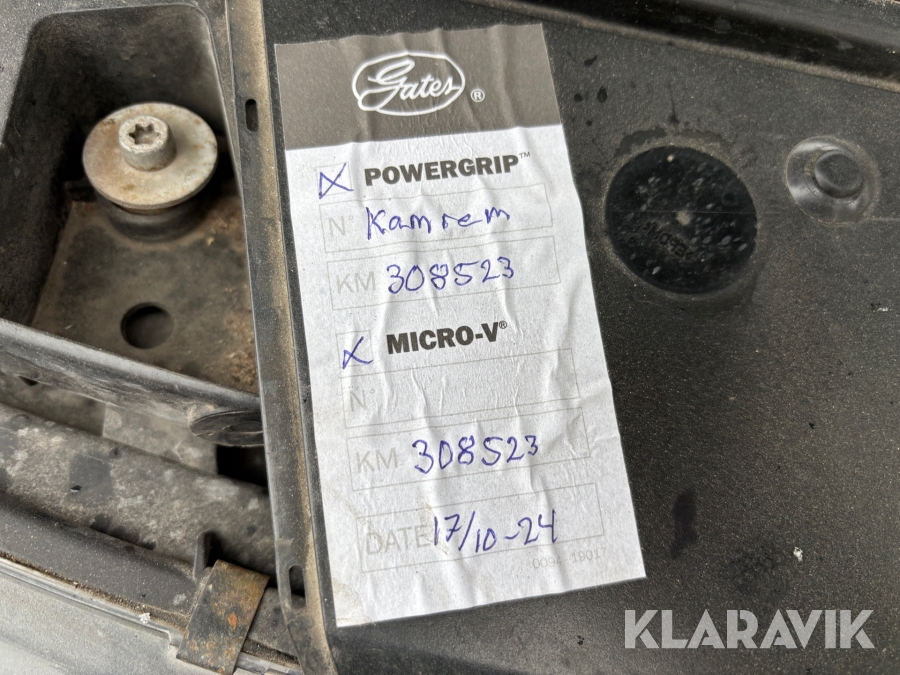 Gates®
POWERGRIP™
N° Kamrem
KM 308523
MICRO-V®
N°
KM 308523
DATE 17/10-24
KLARAVIK